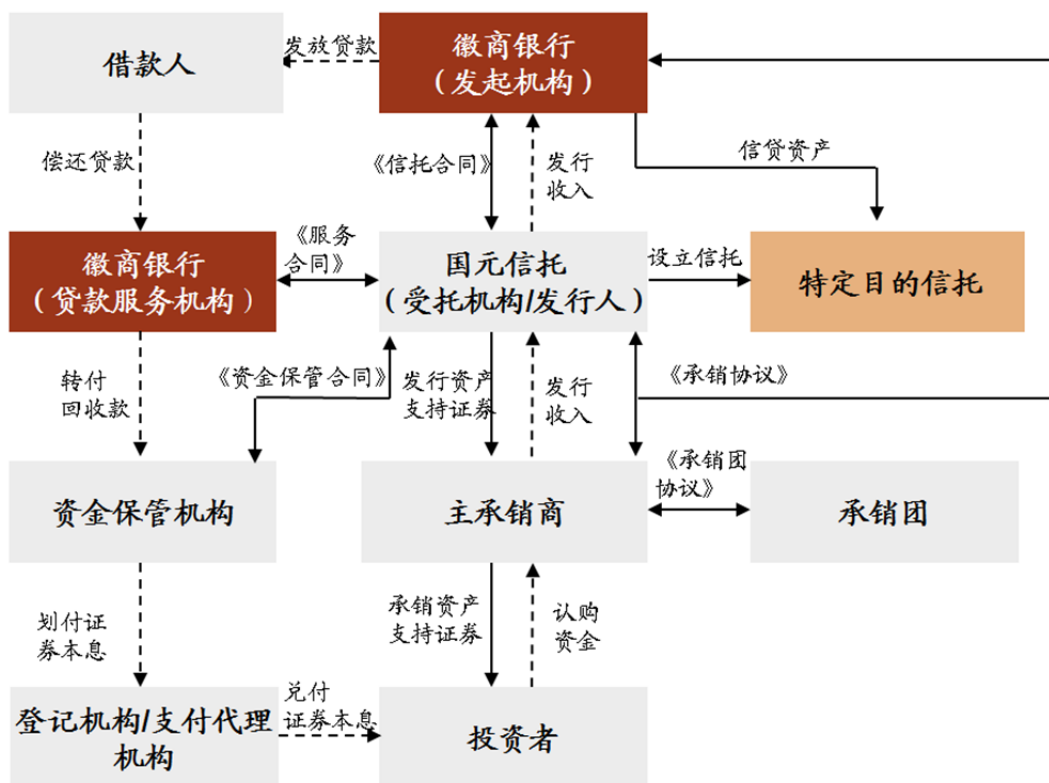 借款人
发放贷款
徽商银行
（发起机构）
偿还贷款
《信托合同》
发行
收入
信贷资产
徽商银行
（贷款服务机构）
《服务
合同》
国元信托
（受托机构/发行人）
设立信托
特定目的信托
转付
回收款
《资金保管合同》
发行资产
支持证券
发行
收入
《承销协议》
资金保管机构
主承销商
《承销团
协议》
承销团
划付证
券本息
承销资产
支持证券
认购
资金
登记机构/支付代理
机构
兑付
证券本息
投资者